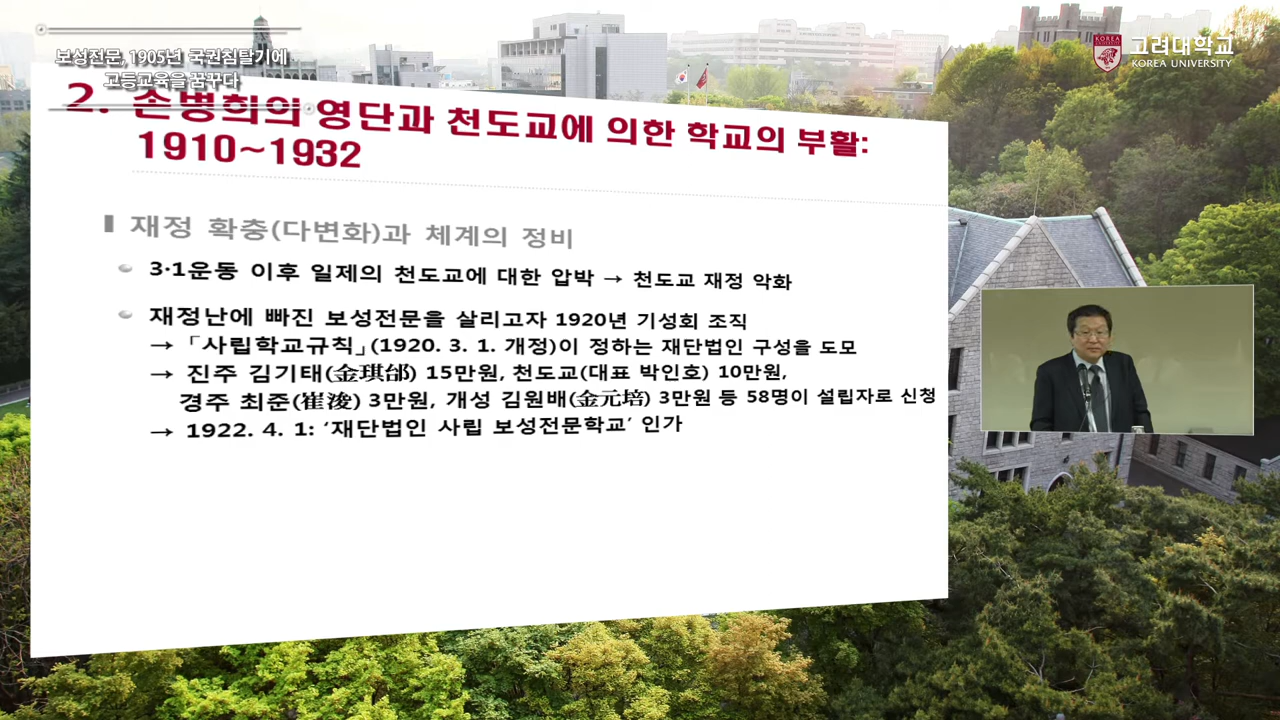 보성전문, 1905년 국권침탈기에
고등교육을 꿈꾸다
KOREA
고려대학교
KOREA UNIVERSITY
2. 손병희의 영단과 천도교에 의한 학교의 부활:
1910~1932
재정 확충(다변화)과 체계의 정비
3·1운동 이후 일제의 천도교에 대한 압박 → 천도교 재정 악화
재정난에 빠진 보성전문을 살리고자 1920년 기성회 조직
→ 「사립학교규칙」(1920. 3. 1. 개정)이 정하는 재단법인 구성을 도모
→ 진주 김기태(金琪邰) 15만원, 천도교(대표 박인호) 10만원,
경주 최준(崔浚) 3만원, 개성 김원배(金元培) 3만원 등 58명이 설립자로 신청
→ 1922. 4. 1: ‘재단법인 사립 보성전문학교’ 인가